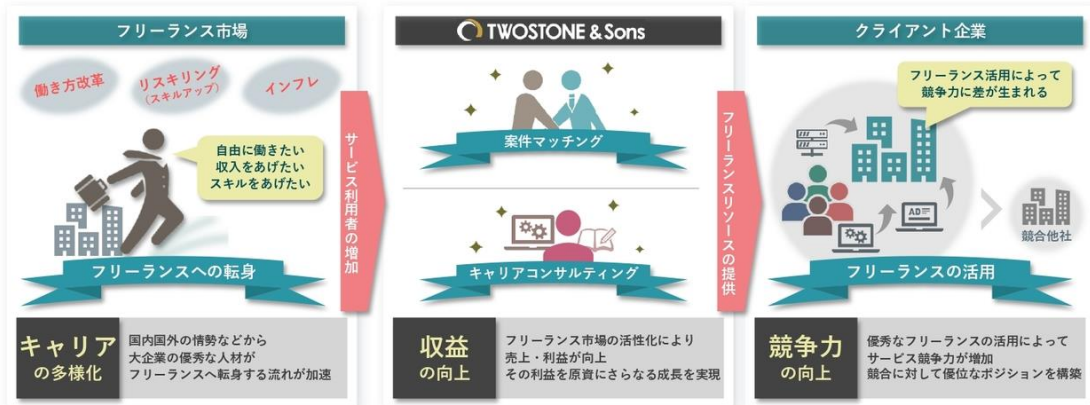 フリーランス市場
働き方改革
リスキリング
(スキルアップ)
インフレ
自由に働きたい
収入をあげたい
スキルをあげたい
フリーランスへの転身
キャリア
の多様化
国内国外の情勢などから
大企業の優秀な人材が
フリーランスへ転身する流れが加速
サービス利用者の増加
TWOSTONE & Sons
案件マッチング
キャリアコンサルティング
収益
の向上
フリーランス市場の活性化により
売上・利益が向上
その利益を原資にさらなる成長を実現
フリーランスリソースの提供
クライアント企業
フリーランス活用によって
競争力に差が生まれる
AD
競合他社
フリーランスの活用
競争力
の向上
優秀なフリーランスの活用によって
サービス競争力が増加
競合に対して優位なポジションを構築